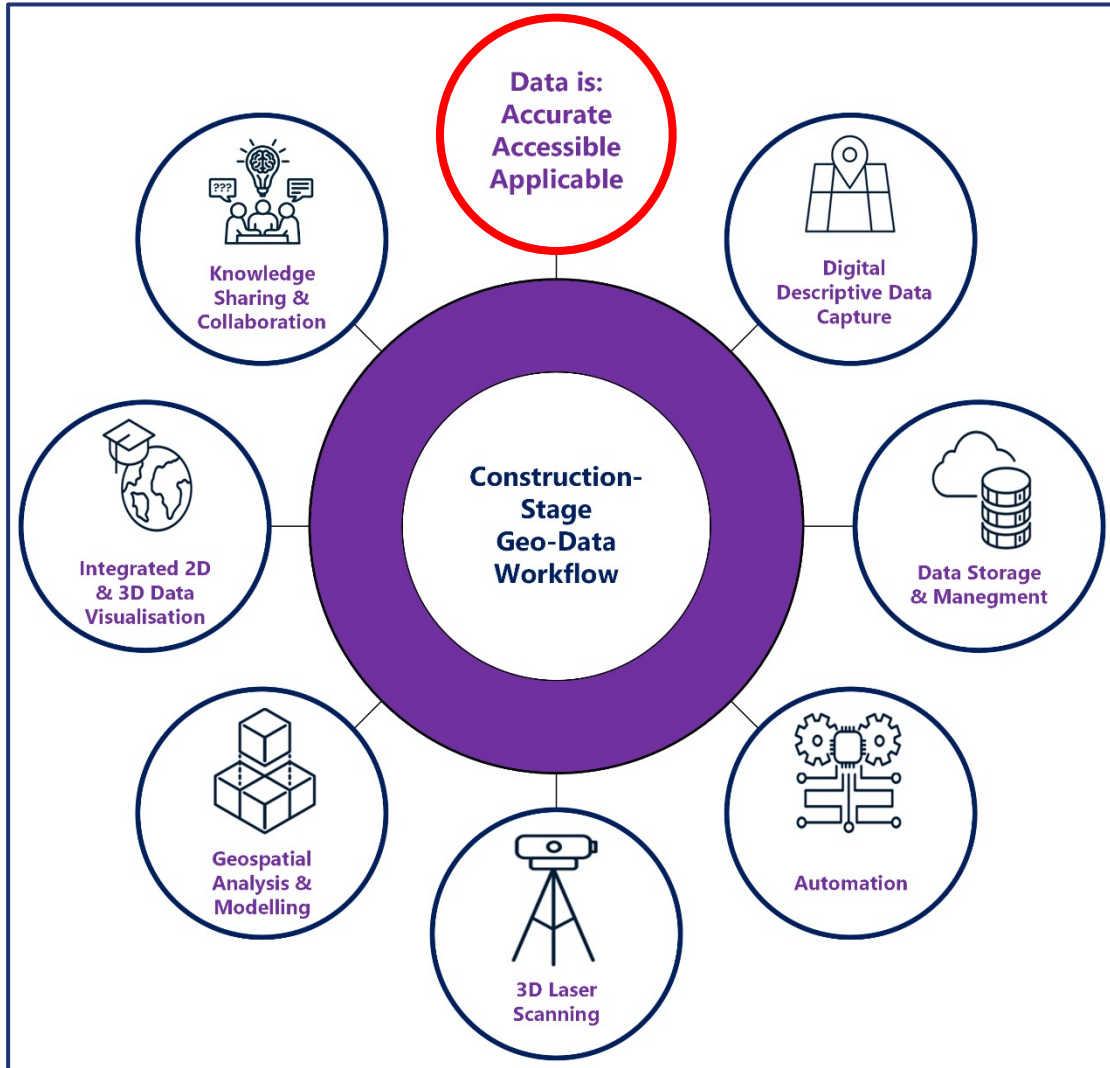 Data is:
Accurate
Accessible
Applicable
???
Knowledge
Sharing &
Collaboration
Digital
Descriptive Data
Capture
Integrated 2D
& 3D Data
Visualisation
Construction-
Stage
Geo-Data
Workflow
Data Storage
& Manegment
Geospatial
Analysis &
Modelling
Automation
3D Laser
Scanning